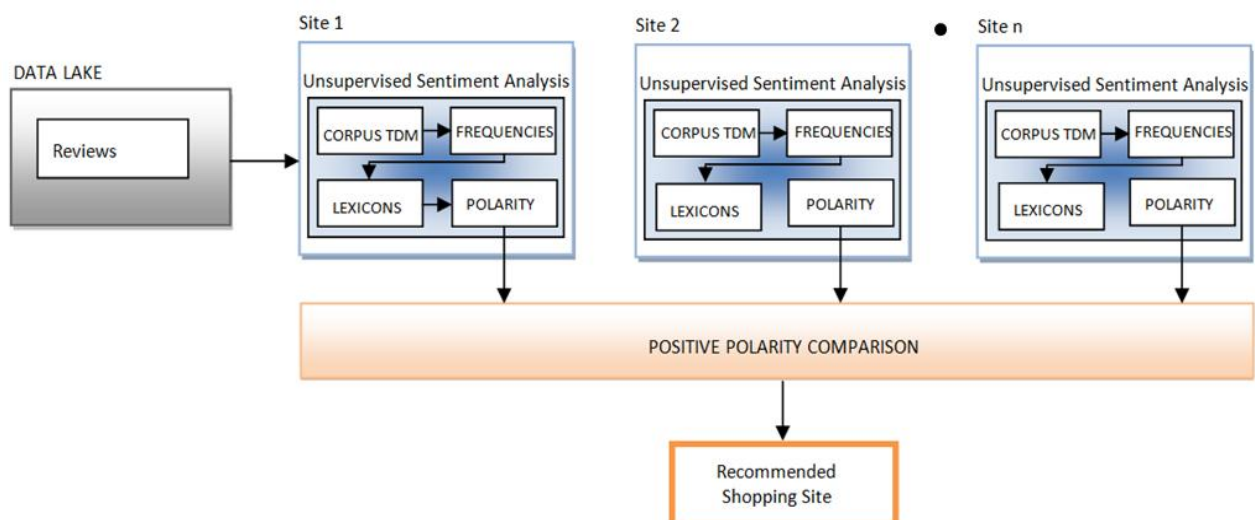 Site 1
Site 2
Site n
DATA LAKE
Reviews
Unsupervised Sentiment Analysis
CORPUS TDM
FREQUENCIES
LEXICONS
POLARITY
Unsupervised Sentiment Analysis
CORPUS TDM
FREQUENCIES
LEXICONS
POLARITY
Unsupervised Sentiment Analysis
CORPUS TDM
FREQUENCIES
LEXICONS
POLARITY
POSITIVE POLARITY COMPARISON
Recommended
Shopping Site